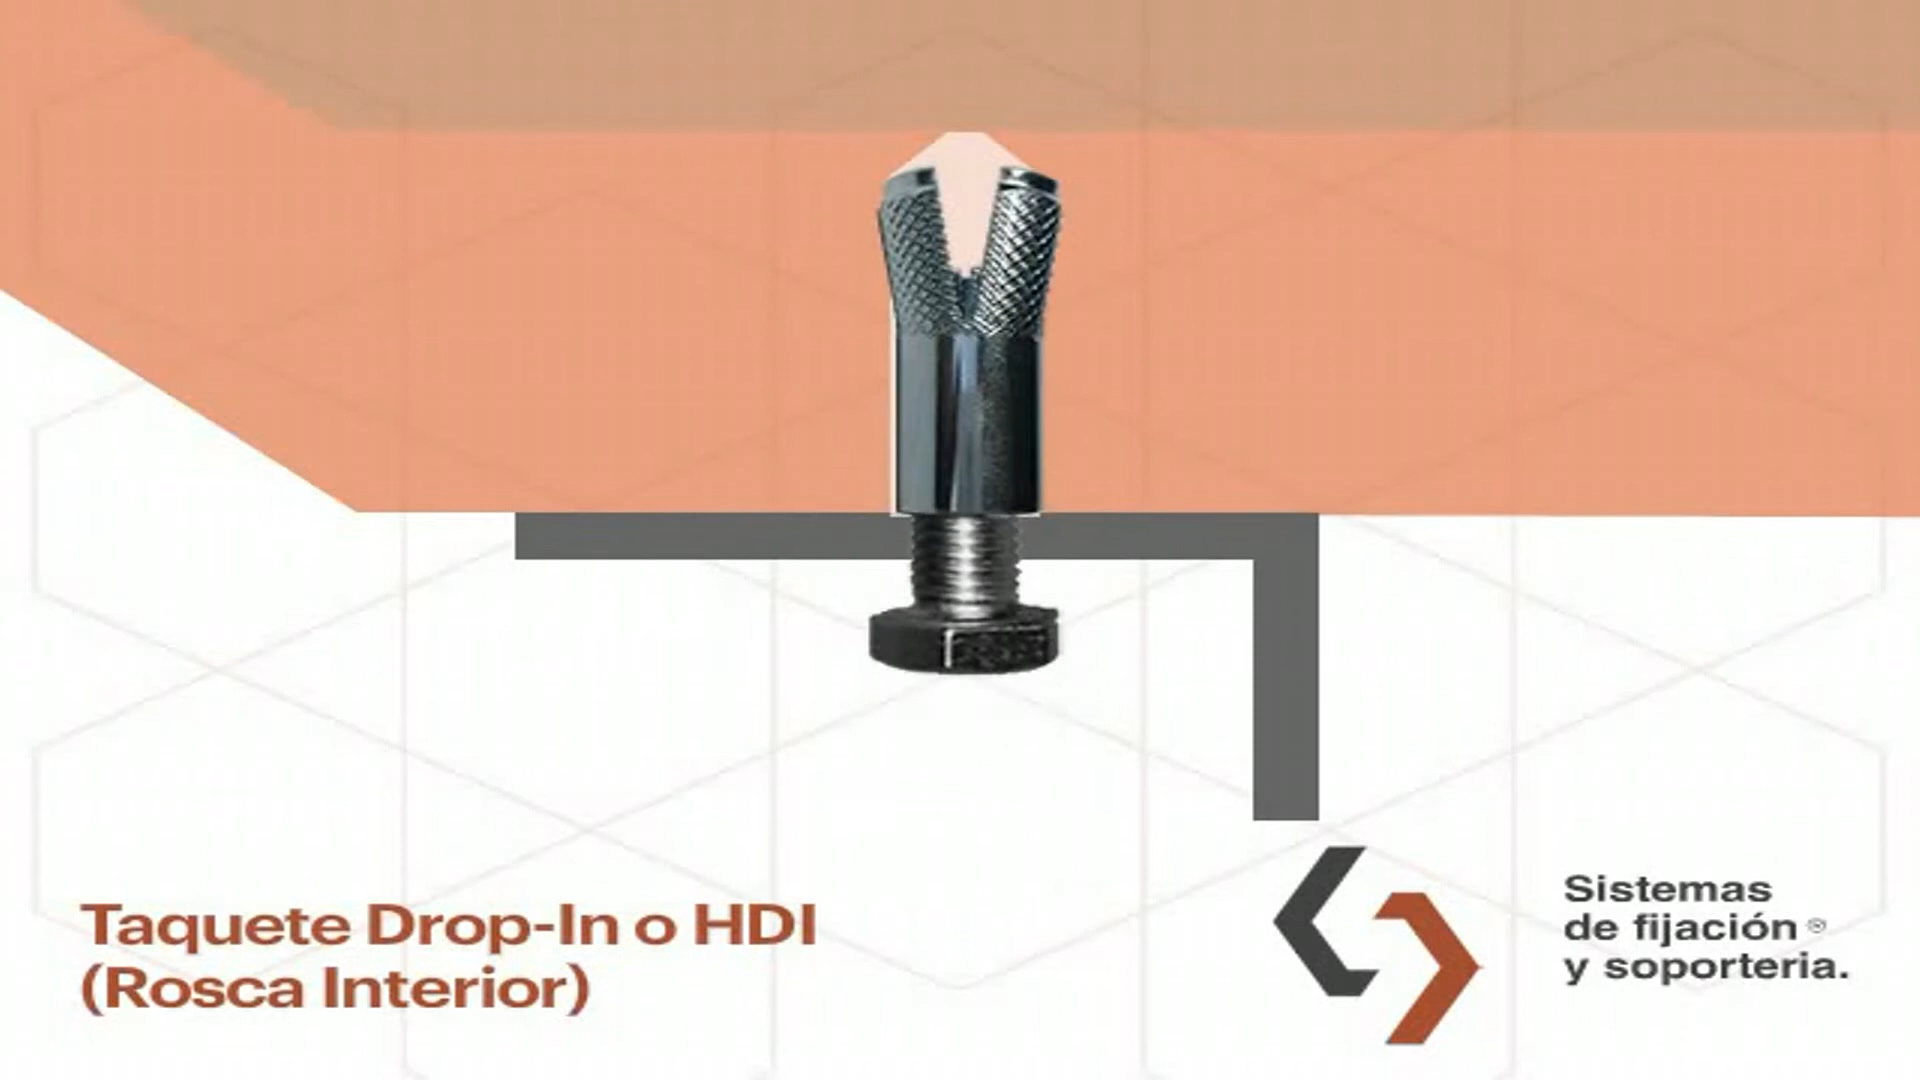 Taquete Drop-In o HDI
(Rosca Interior)
Sistemas
de fijación ®
y soporteria.